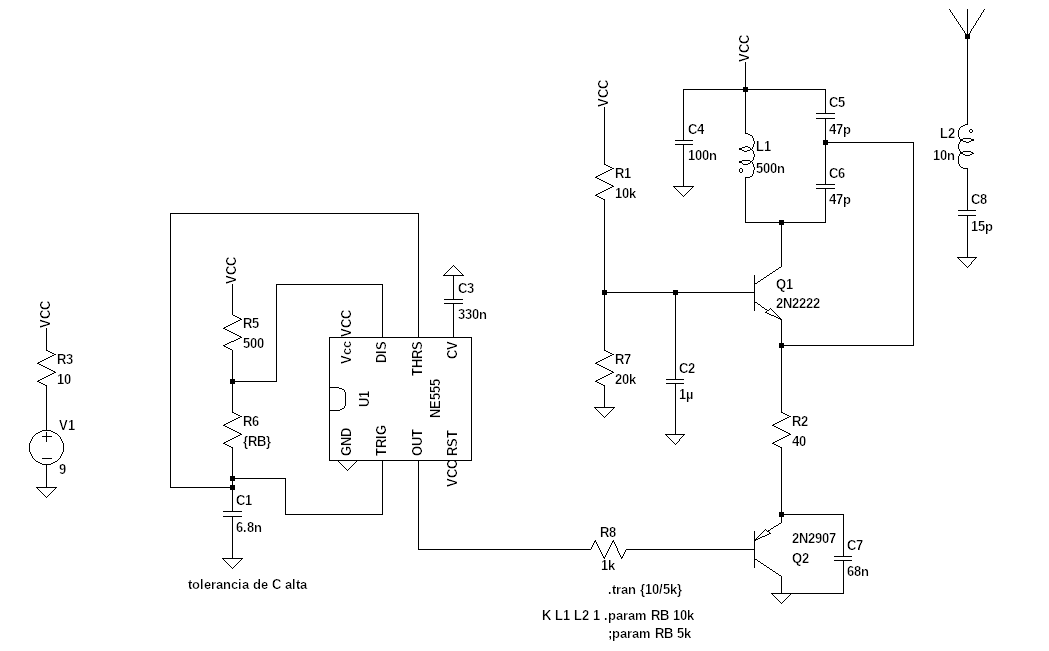 VCC
R3
10
V1
9
VCC
R5
500
R6
{RB}
C1
6.8n
tolerancia de C alta
Vcc VCC
DIS
THRS
CV
C3
330n
U1
NE555
GND
TRIG
OUT
VCC RST
VCC
R1
10k
R7
20k
C2
1µ
VCC
C4
100n
L1
500n
C5
47p
C6
47p
Q1
2N2222
R2
40
R8
1k
2N2907
Q2
C7
68n
L2
10n
C8
15p
.tran {10/5k}
K L1 L2 1 .param RB 10k
;param RB 5k